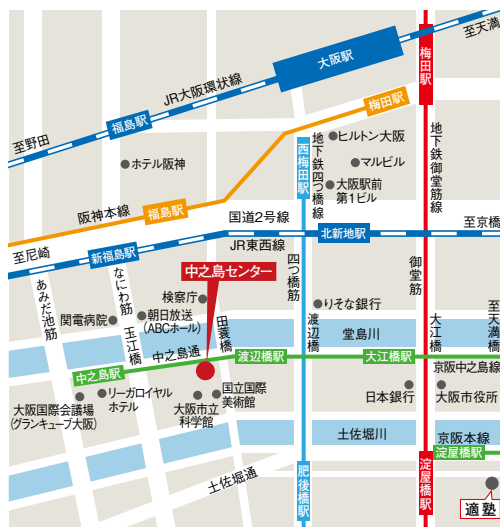 至天満
大阪駅
梅田駅
JR大阪環状線
梅田駅
福島駅
至野田
ヒルトン大阪
地下鉄四つ橋線
地下鉄御堂筋線
西梅田駅
マルビル
ホテル阪神
大阪駅前
第1ビル
阪神本線
福島駅
国道2号線
至京橋
北新地駅
至尼崎
新福島駅
JR東西線
御堂筋
四つ橋筋
中之島センター
あみだ池筋
なにわ筋
検察庁
朝日放送
(ABCホール)
関電病院
玉江橋
田蓑橋
りそな銀行
渡辺橋
堂島川
大江橋
至天満橋
中之島通
渡辺橋駅
大江橋駅
京阪中之島線
中之島駅
リーガロイヤル
ホテル
国立国際
美術館
大阪市立
科学館
大阪国際会議場
(グランキューブ大阪)
日本銀行
大阪市役所
土佐堀川
京阪本線
淀屋橋駅
淀屋橋駅
肥後橋駅
土佐堀通
適塾